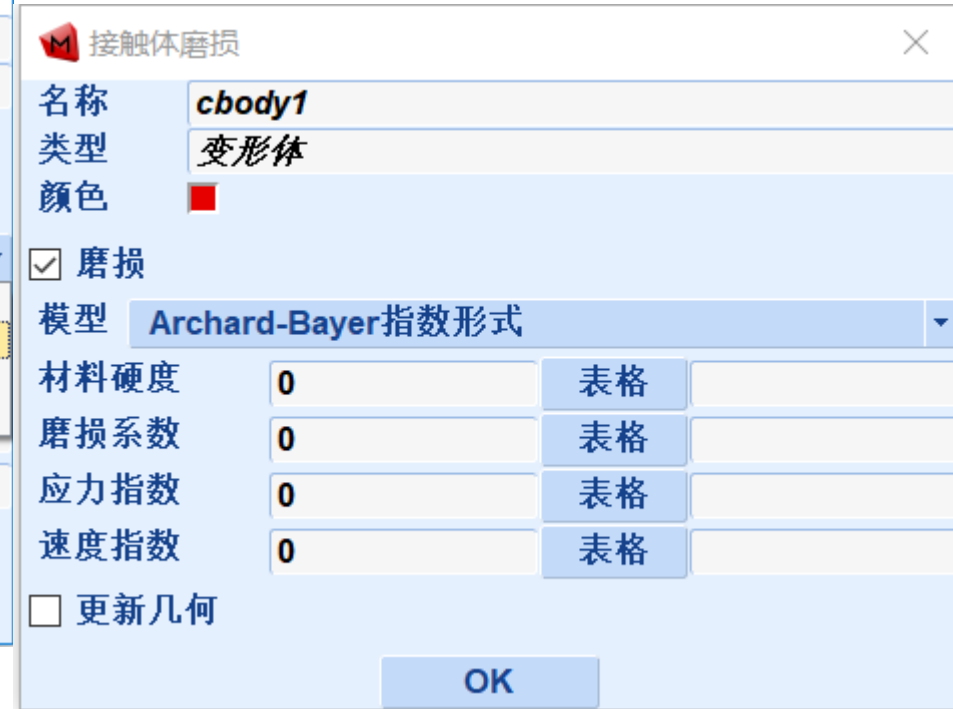 接触体磨损
名称 cbody1
类型 变形体
颜色
磨损
模型 Archard-Bayer指数形式
材料硬度 0 表格
磨损系数 0 表格
应力指数 0 表格
速度指数 0 表格
更新几何
OK